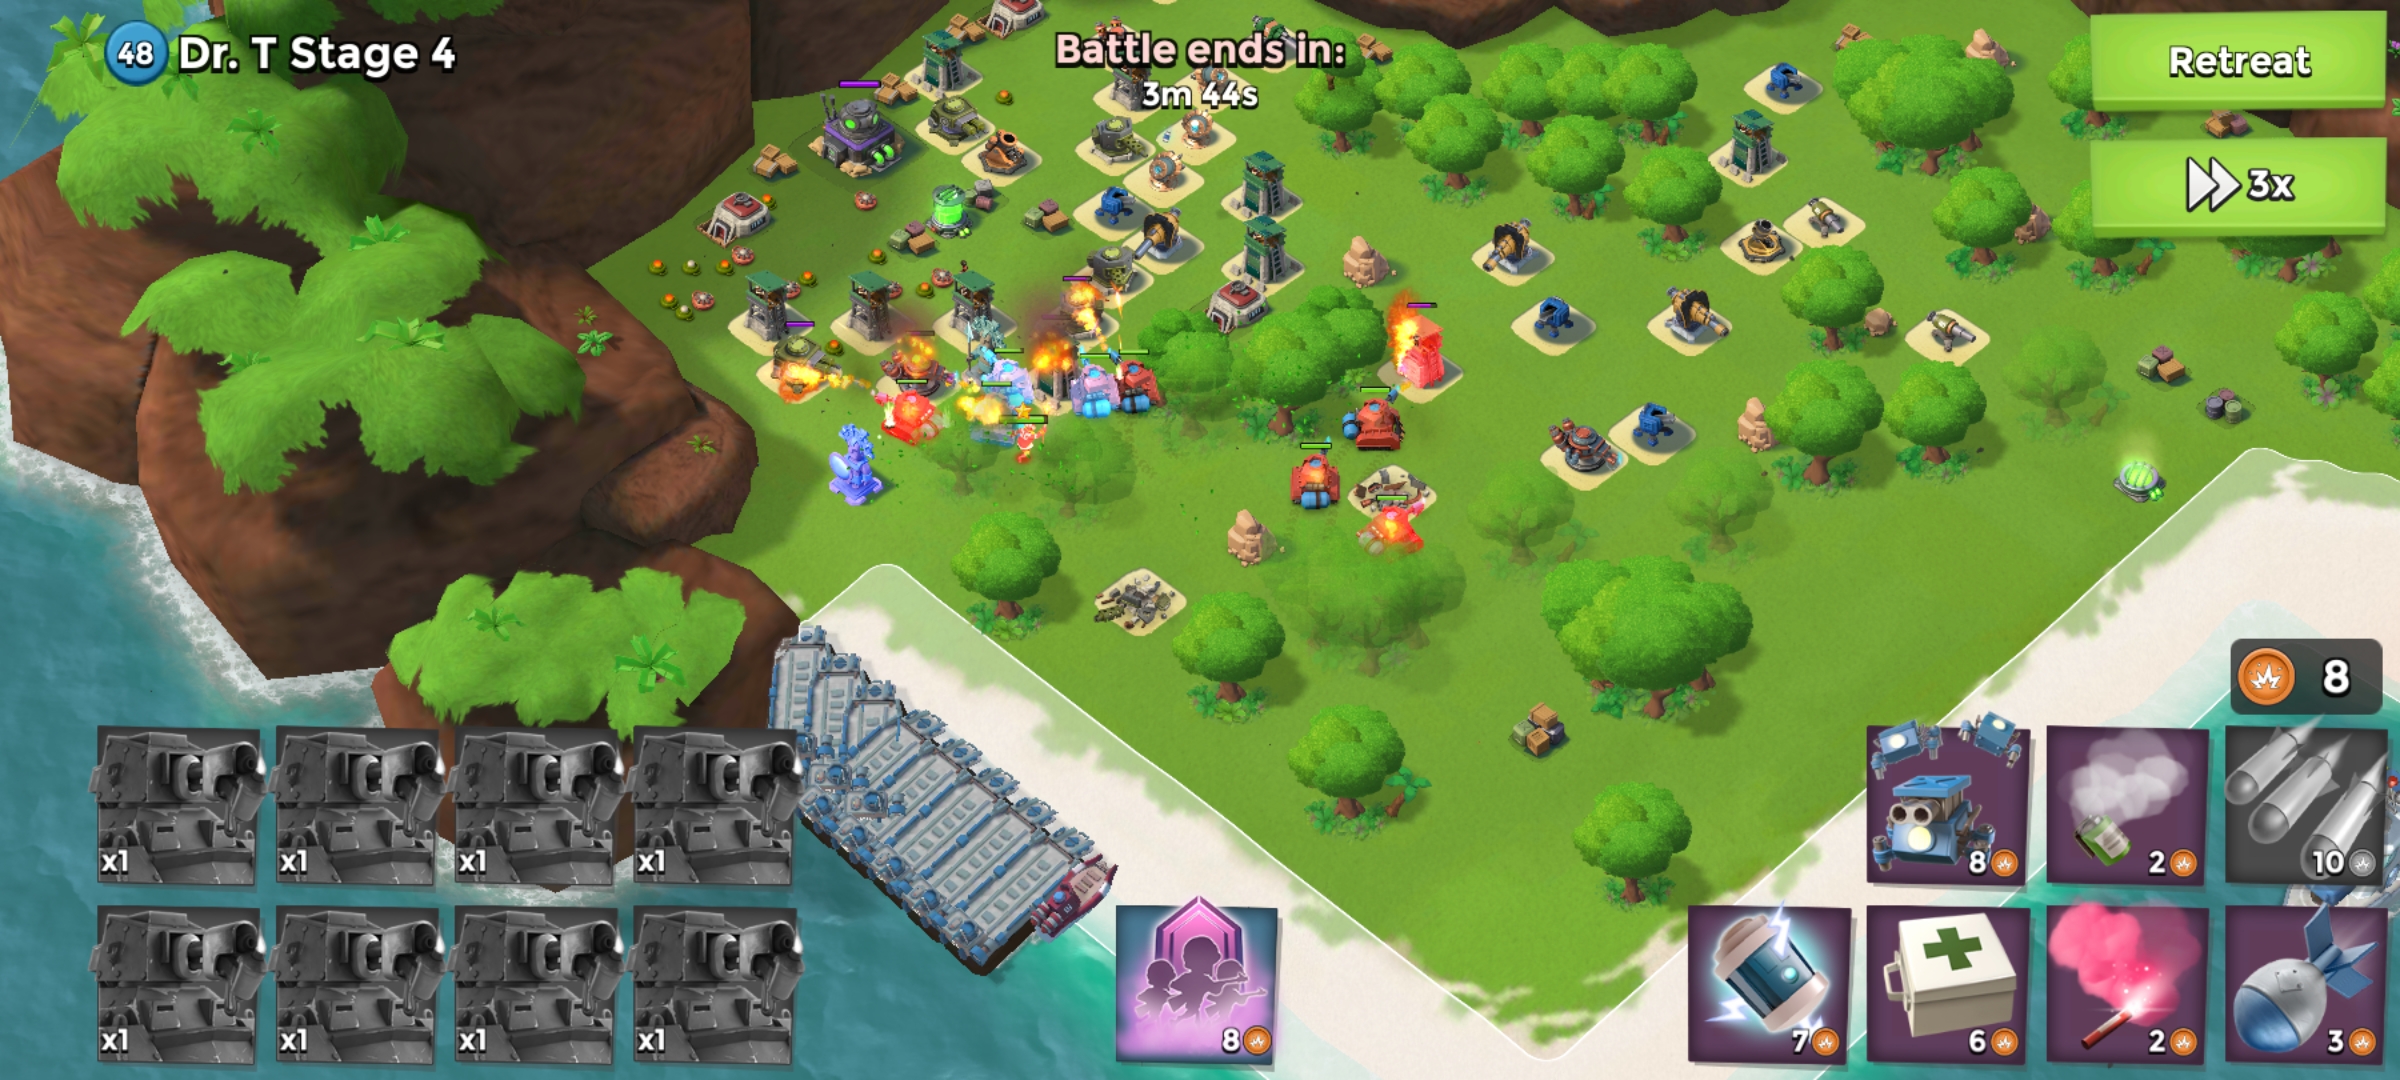 48 Dr. T Stage 4
Battle ends in:
3m 44s
Retreat
3x
8
x1
x1
x1
x1
8
2
10
x1
x1
x1
x1
8
7
6
2
3